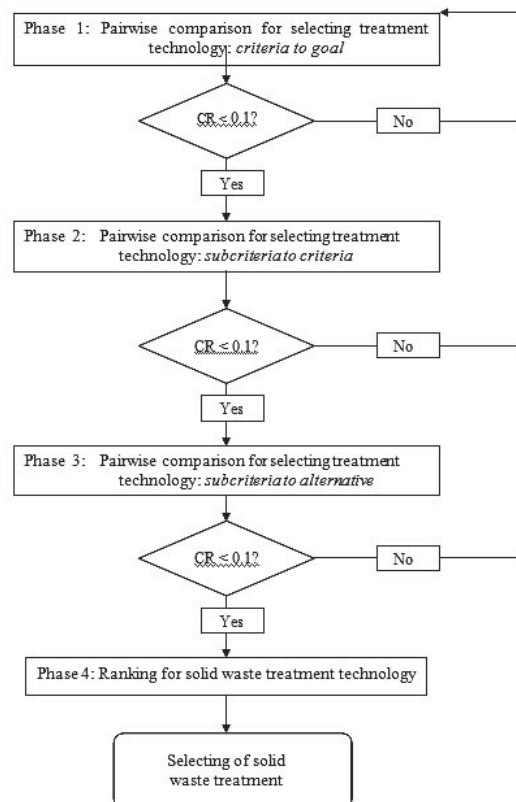 Phase 1: Pairwise comparison for selecting treatment
technology: criteria to goal
CR < 0.1?
No
Yes
Phase 2: Pairwise comparison for selecting treatment
technology: subcriteria to criteria
CR < 0.1?
No
Yes
Phase 3: Pairwise comparison for selecting treatment
technology: subcriteria to alternative
CR < 0.1?
No
Yes
Phase 4: Ranking for solid waste treatment technology
Selecting of solid
waste treatment